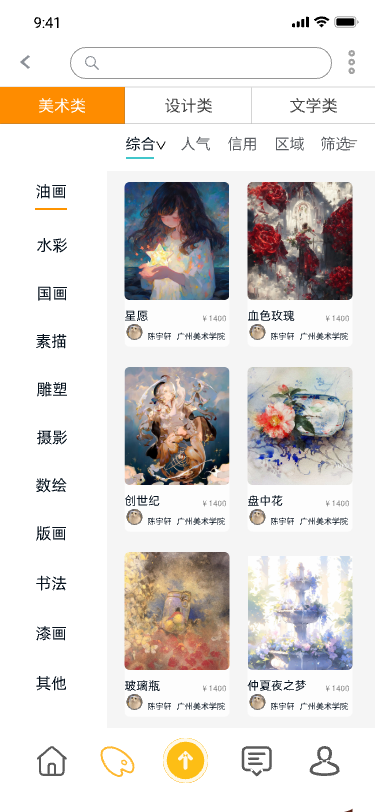 9:41
美术类 设计类 文学类
综合 人气 信用 区域 筛选
油画
水彩
国画
素描
雕塑
摄影
数绘
版画
书法
漆画
其他
星愿 ¥1400
陈宇轩 广州美术学院
血色玫瑰 ¥1400
陈宇轩 广州美术学院
创世纪 ¥1400
陈宇轩 广州美术学院
盘中花 ¥1400
陈宇轩 广州美术学院
玻璃瓶 ¥1400
陈宇轩 广州美术学院
仲夏夜之梦 ¥1400
陈宇轩 广州美术学院